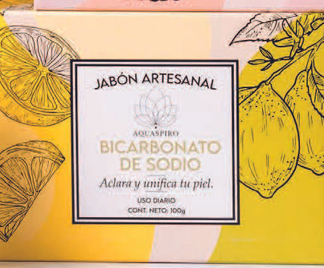 JABÓN ARTESANAL
AQUASPIRO
BICARBONATO
DE SODIO
Aclara y unifica tu piel.
USO DIARIO
CONT. NETO: 100g